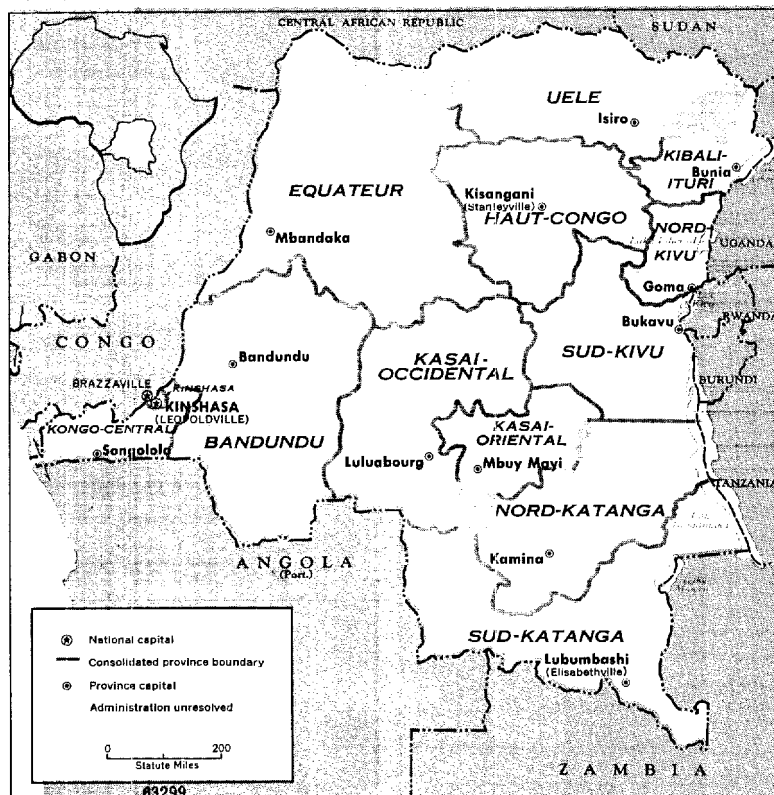 CENTRAL AFRICAN REPUBLIC
SUDAN
UELE
Isiro
KIBALI-
ITURI
Bunia
EQUATEUR
Mbandaka
Kisangani
(Stanleyville)
HAUT-CONGO
NORD-
KIVU
UGANDA
GABON
Goma
CONGO
Bukavu
RWANDA
SUD-KIVU
Bandundu
KASAI-
OCCIDENTAL
BURUNDI
BRAZZAVILLE
KINSHASA
KINSHASA
(LEOPOLDVILLE)
KONGO-CENTRAL
Songololo
BANDUNDU
KASAI-
ORIENTAL
Luluabourg
Mbuy Mayi
TANZANIA
NORD-KATANGA
ANGOLA
(Port.)
Kamina
SUD-KATANGA
Lubumbashi
(Elisabethville)
ZAMBIA
National capital
Consolidated province boundary
Province capital
Administration unresolved
0 200
Statute Miles
63299